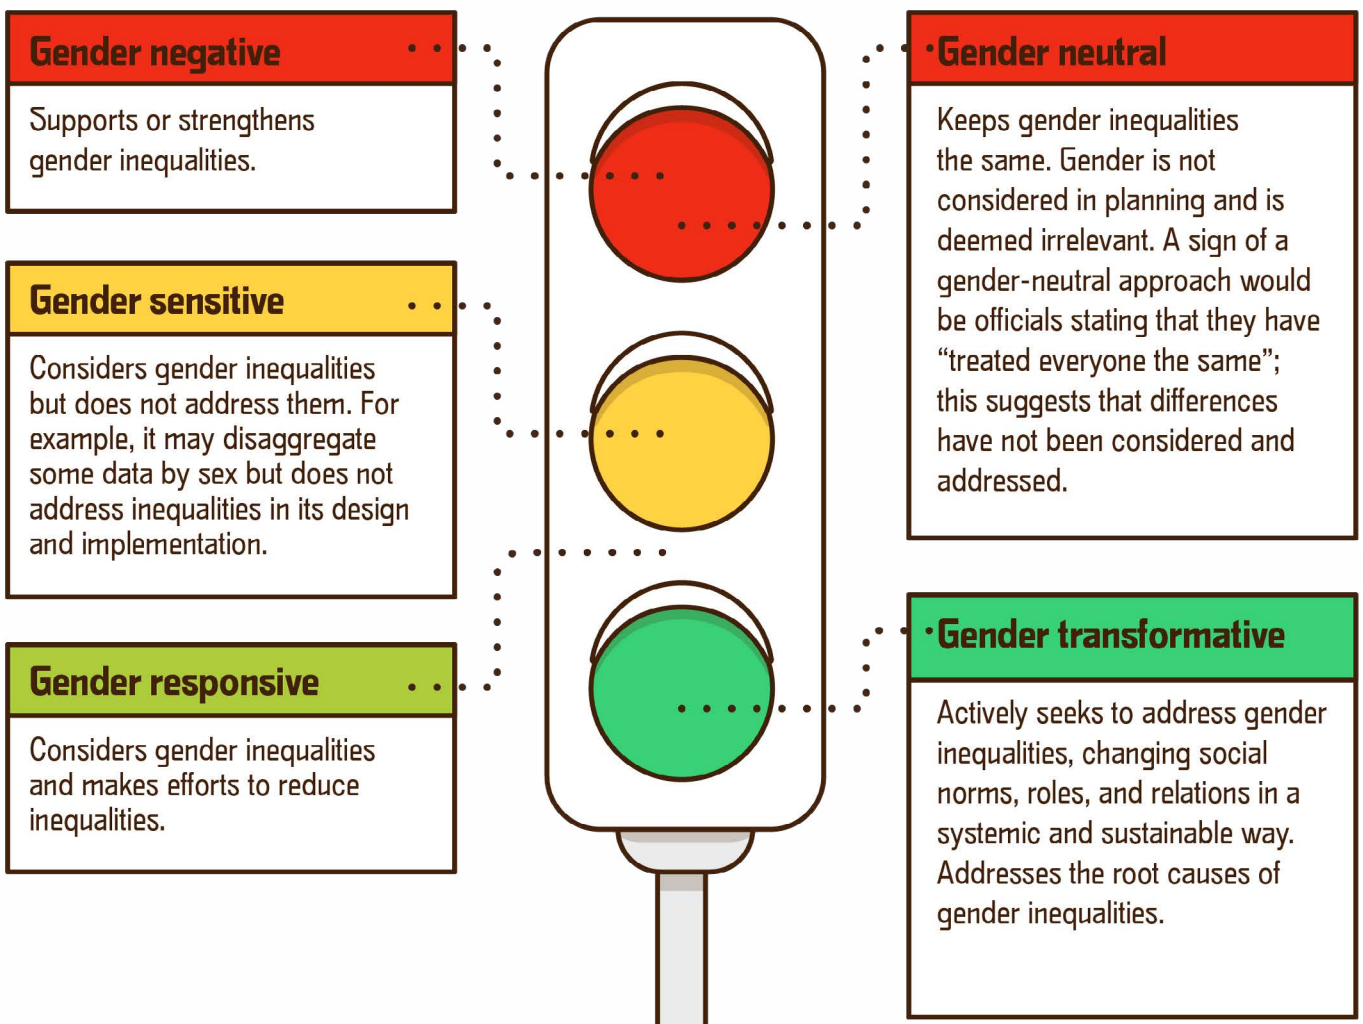 Gender negative
Supports or strengthens
gender inequalities.
Gender sensitive
Considers gender inequalities
but does not address them. For
example, it may disaggregate
some data by sex but does not
address inequalities in its design
and implementation.
Gender responsive
Considers gender inequalities
and makes efforts to reduce
inequalities.
Gender neutral
Keeps gender inequalities
the same. Gender is not
considered in planning and is
deemed irrelevant. A sign of a
gender-neutral approach would
be officials stating that they have
“treated everyone the same”;
this suggests that differences
have not been considered and
addressed.
Gender transformative
Actively seeks to address gender
inequalities, changing social
norms, roles, and relations in a
systemic and sustainable way.
Addresses the root causes of
gender inequalities.